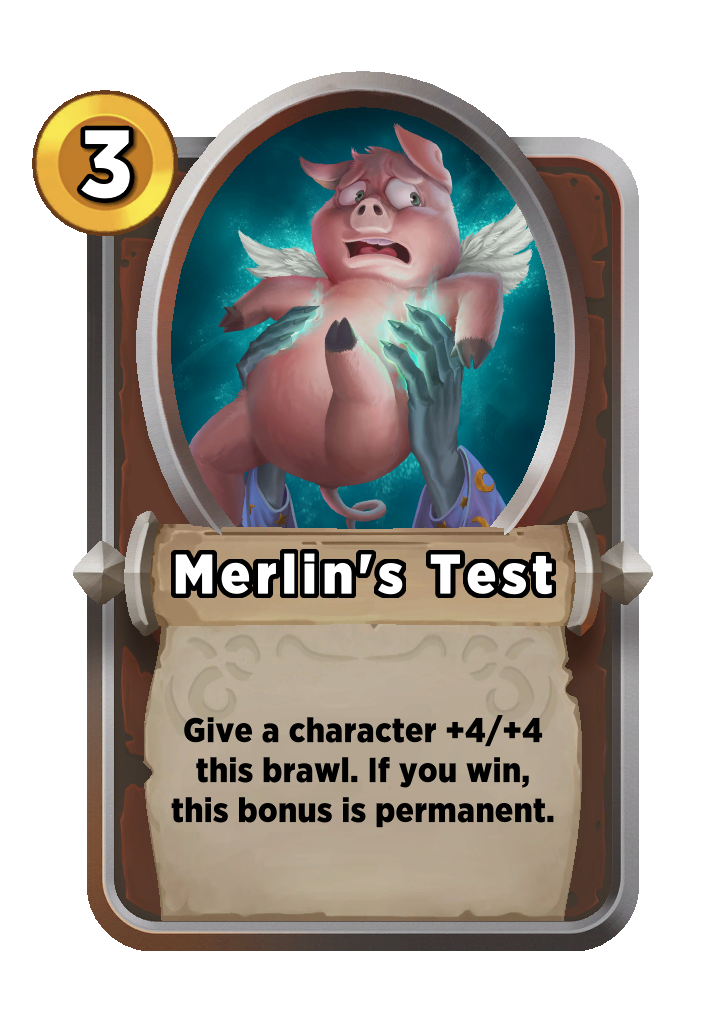 3
Merlin's Test
Give a character +4/+4
this brawl. If you win,
this bonus is permanent.